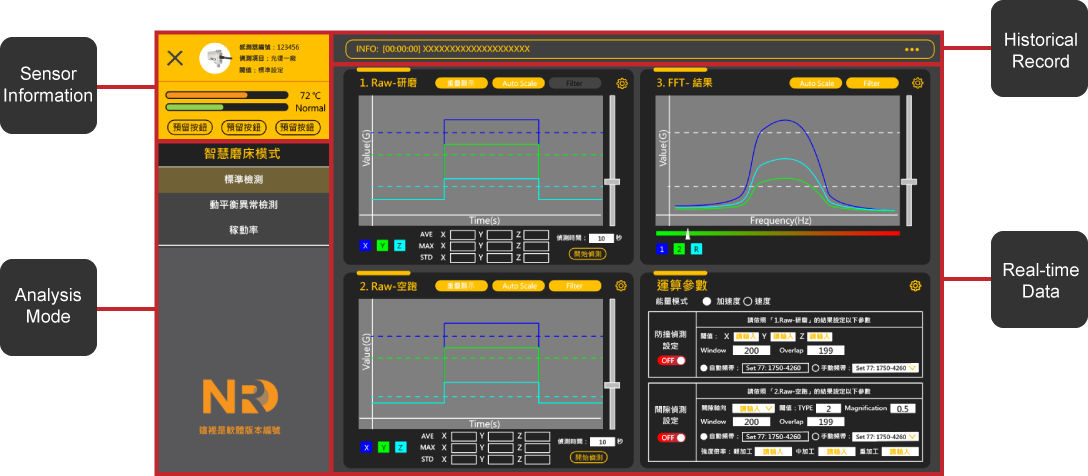 Sensor
Information
Analysis
Mode
Historical
Record
Real-time
Data
感測器編號：123456
偵測項目：光復一廠
閥值：標準設定
72 ℃
Normal
預留按鈕 預留按鈕 預留按鈕
智慧磨床模式
標準檢測
動平衡異常檢測
稼動率
NRD
這裡是軟體版本編號
INFO: [00:00:00] XXXXXXXXXXXXXXXXXXXX
1. Raw-研磨 重疊顯示 Auto Scale Filter
Value(G)
Time(s)
X Y Z
AVE X Y Z
MAX X Y Z
STD X Y Z
偵測時間： 10 秒
開始偵測
3. FFT- 結果 Auto Scale Filter
Value(G)
Frequency(Hz)
1 2 R
2. Raw-空跑 重疊顯示 Auto Scale Filter
Value(G)
Time(s)
X Y Z
AVE X Y Z
MAX X Y Z
STD X Y Z
偵測時間： 10 秒
開始偵測
運算參數
能量模式 加速度 速度
請依照「1.Raw-研磨」的結果設定以下參數
防撞偵測
設定
OFF
閥值： X 請輸入 Y 請輸入 Z 請輸入
Window 200 Overlap 199
自動頻帶： Set 77: 1750-4260 手動頻帶： Set 77: 1750-4260
請依照「2.Raw-空跑」的結果設定以下參數
間隙偵測
設定
OFF
間隙軸向 請輸入 閥值：TYPE 2 Magnification 0.5
Window 200 Overlap 199
自動頻帶： Set 77: 1750-4260 手動頻帶： Set 77: 1750-4260
強度倍率：輕加工 請輸入 中加工 請輸入 重加工 請輸入